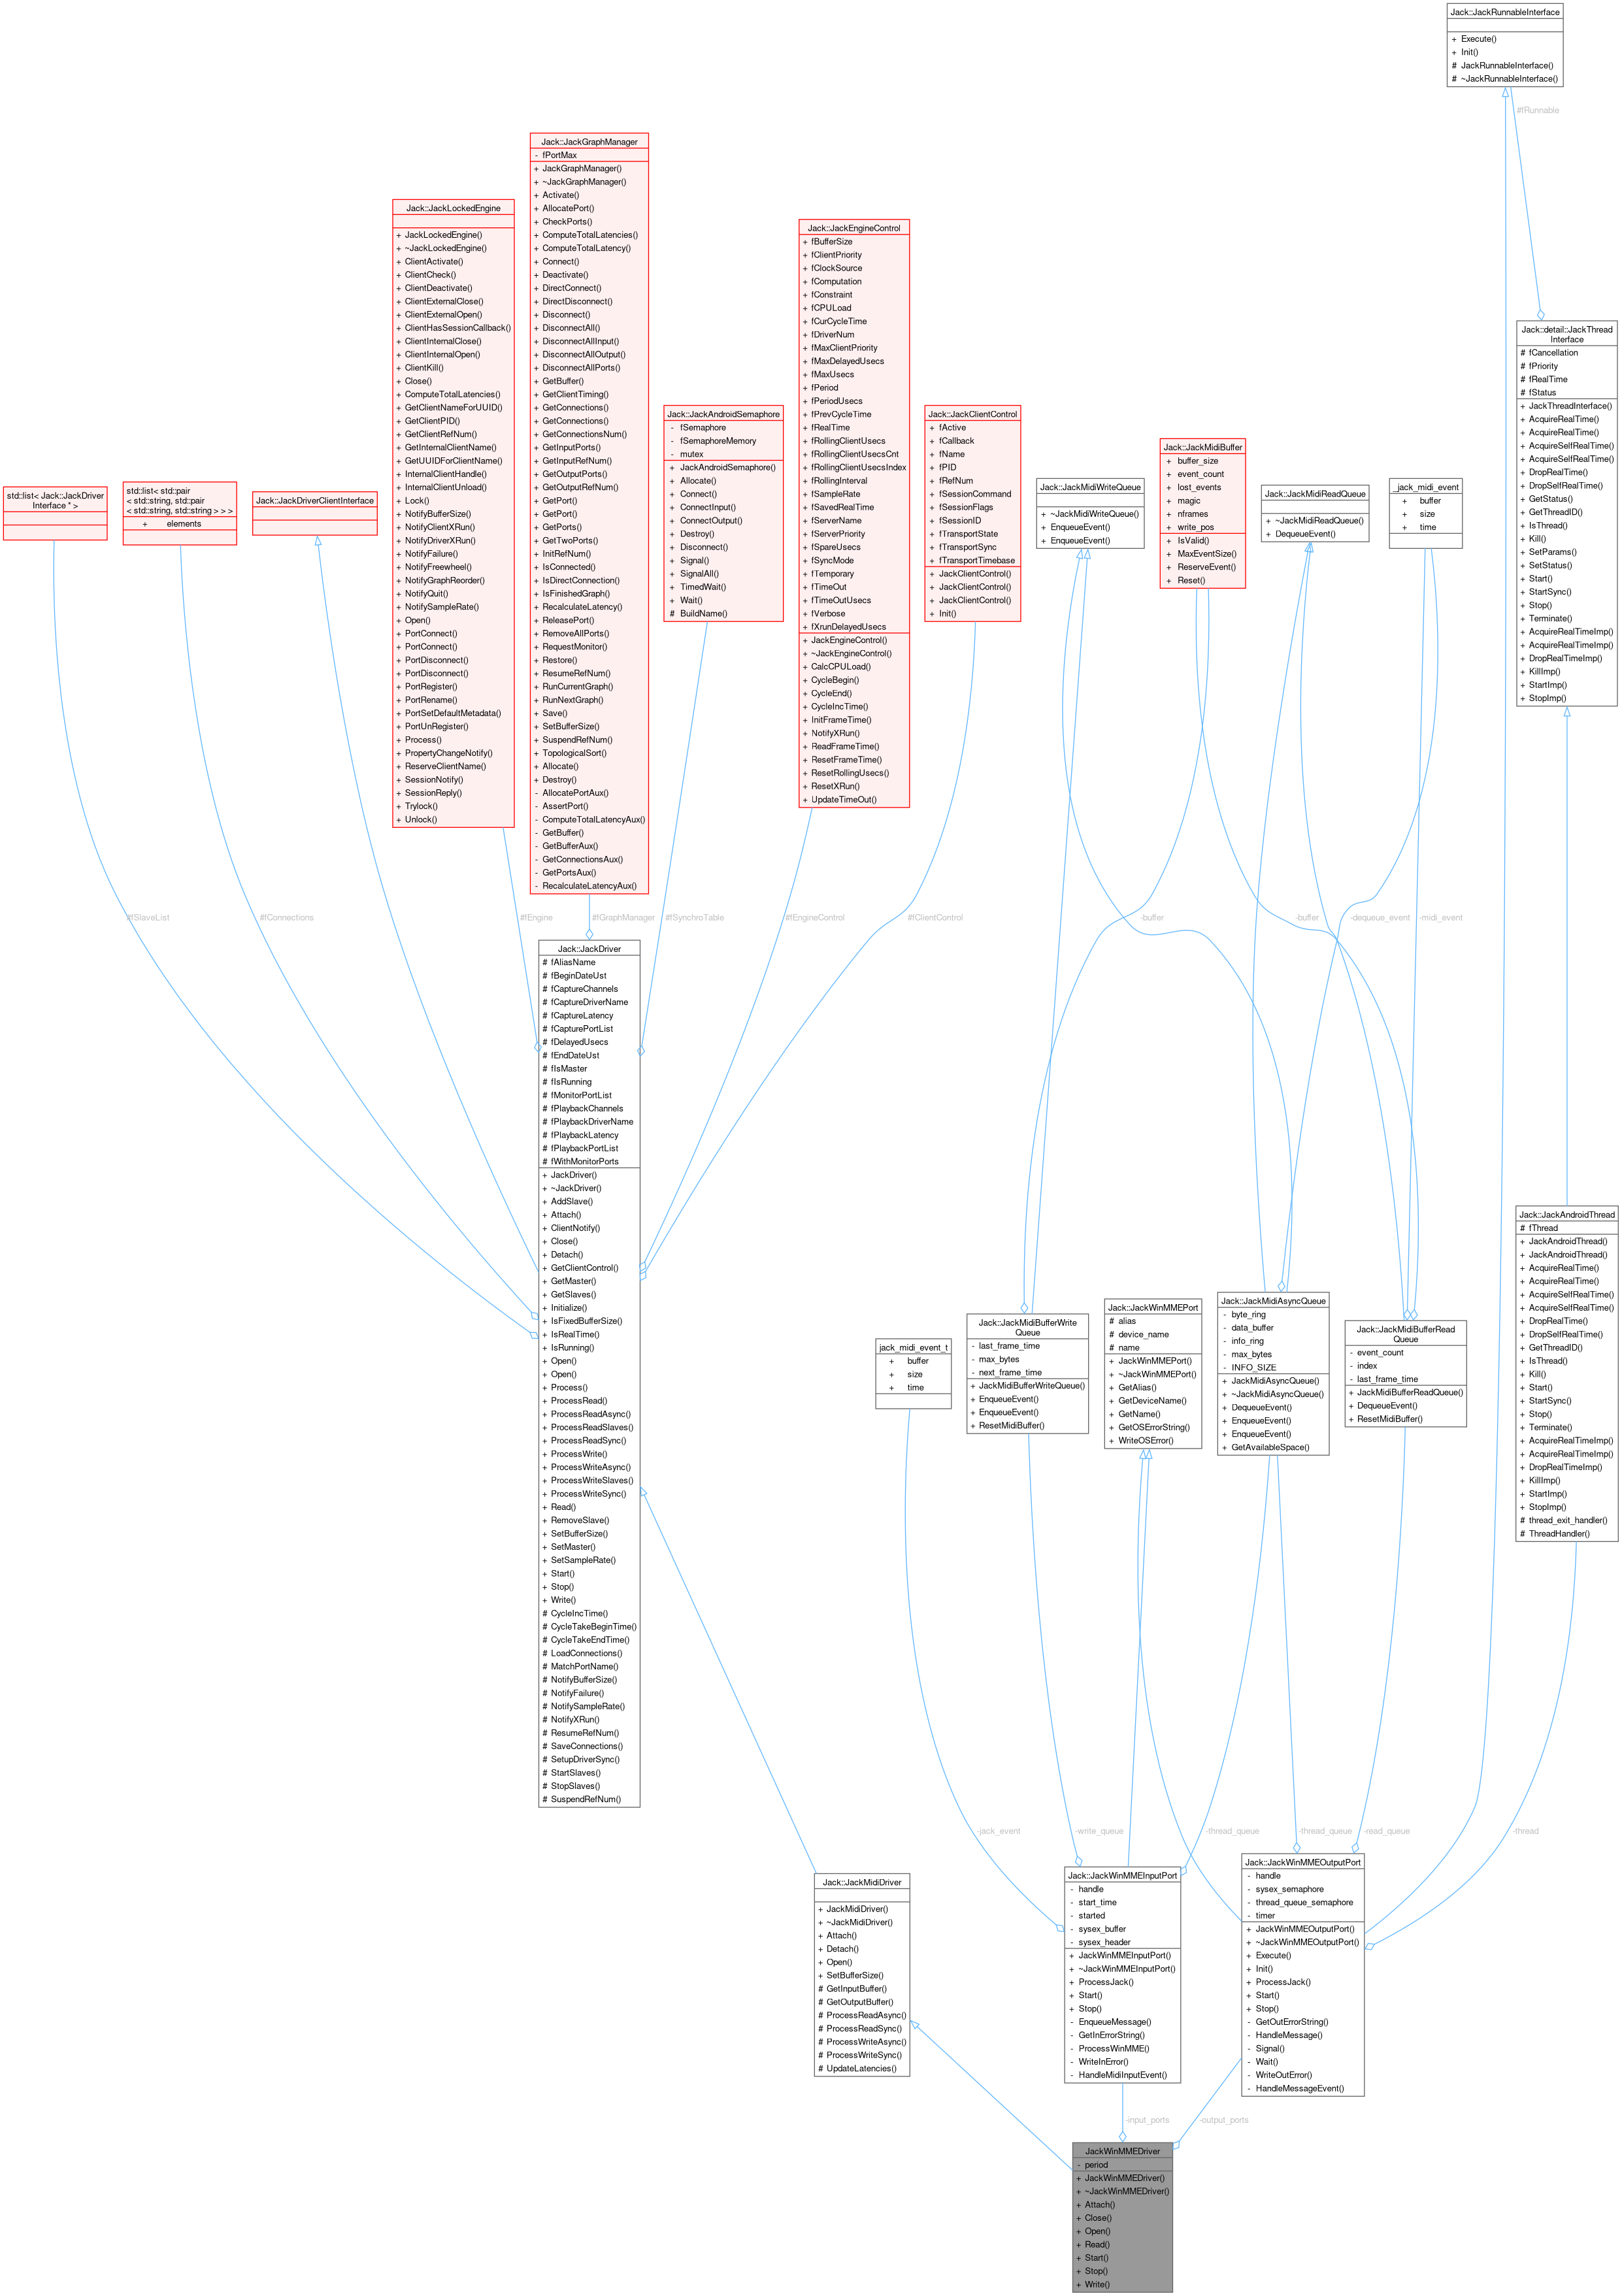 Jack::JackRunnableInterface
+ Execute()
+ Init()
# JackRunnableInterface()
# ~JackRunnableInterface()
#fRunnable
Jack::JackGraphManager
- fPortMax
+ JackGraphManager()
+ ~JackGraphManager()
+ Activate()
+ AllocatePort()
+ CheckPorts()
+ ComputeTotalLatencies()
+ ComputeTotalLatency()
+ Connect()
+ Deactivate()
+ DirectConnect()
+ DirectDisconnect()
+ Disconnect()
+ DisconnectAll()
+ DisconnectAllInput()
+ DisconnectAllOutput()
+ DisconnectAllPorts()
+ GetBuffer()
+ GetClientTiming()
+ GetConnections()
+ GetConnections()
+ GetConnectionsNum()
+ GetInputPorts()
+ GetInputRefNum()
+ GetOutputPorts()
+ GetOutputRefNum()
+ GetPort()
+ GetPort()
+ GetPorts()
+ GetTwoPorts()
+ InitRefNum()
+ IsConnected()
+ IsDirectConnection()
+ IsFinishedGraph()
+ RecalculateLatency()
+ ReleasePort()
+ RemoveAllPorts()
+ RequestMonitor()
+ Restore()
+ ResumeRefNum()
+ RunCurrentGraph()
+ RunNextGraph()
+ Save()
+ SetBufferSize()
+ SuspendRefNum()
+ TopologicalSort()
+ Allocate()
+ Destroy()
- AllocatePortAux()
- AssertPort()
- ComputeTotalLatencyAux()
- GetBuffer()
- GetBufferAux()
- GetConnectionsAux()
- GetPortsAux()
- RecalculateLatencyAux()
Jack::JackLockedEngine
+ JackLockedEngine()
+ ~JackLockedEngine()
+ ClientActivate()
+ ClientCheck()
+ ClientDeactivate()
+ ClientExternalClose()
+ ClientExternalOpen()
+ ClientHasSessionCallback()
+ ClientInternalClose()
+ ClientInternalOpen()
+ ClientKill()
+ Close()
+ ComputeTotalLatencies()
+ GetClientNameForUUID()
+ GetClientPID()
+ GetClientRefNum()
+ GetInternalClientName()
+ GetUUIDForClientName()
+ InternalClientHandle()
+ InternalClientUnload()
+ Lock()
+ NotifyBufferSize()
+ NotifyClientXRun()
+ NotifyDriverXRun()
+ NotifyFailure()
+ NotifyFreewheel()
+ NotifyGraphReorder()
+ NotifyQuit()
+ NotifySampleRate()
+ Open()
+ PortConnect()
+ PortConnect()
+ PortDisconnect()
+ PortDisconnect()
+ PortRegister()
+ PortRename()
+ PortSetDefaultMetadata()
+ PortUnRegister()
+ Process()
+ PropertyChangeNotify()
+ ReserveClientName()
+ SessionNotify()
+ SessionReply()
+ Trylock()
+ Unlock()
Jack::JackEngineControl
+ fBufferSize
+ fClientPriority
+ fClockSource
+ fComputation
+ fConstraint
+ fCPULoad
+ fCurCycleTime
+ fDriverNum
+ fMaxClientPriority
+ fMaxDelayedUsecs
+ fMaxUsecs
+ fPeriod
+ fPeriodUsecs
+ fPrevCycleTime
+ fRealTime
+ fRollingClientUsecs
+ fRollingClientUsecsCnt
+ fRollingClientUsecsIndex
+ fRollingInterval
+ fSampleRate
+ fSavedRealTime
+ fServerName
+ fServerPriority
+ fSpareUsecs
+ fSyncMode
+ fTemporary
+ fTimeOut
+ fTimeOutUsecs
+ fVerbose
+ fXrunDelayedUsecs
+ JackEngineControl()
+ ~JackEngineControl()
+ CalcCPULoad()
+ CycleBegin()
+ CycleEnd()
+ CycleIncTime()
+ InitFrameTime()
+ NotifyXRun()
+ ReadFrameTime()
+ ResetFrameTime()
+ ResetRollingUsecs()
+ ResetXRun()
+ UpdateTimeOut()
Jack::detail::JackThread
Interface
# fCancellation
# fPriority
# fRealTime
# fStatus
+ JackThreadInterface()
+ AcquireRealTime()
+ AcquireRealTime()
+ AcquireSelfRealTime()
+ AcquireSelfRealTime()
+ DropRealTime()
+ DropSelfRealTime()
+ GetStatus()
+ GetThreadID()
+ IsThread()
+ Kill()
+ SetParams()
+ SetStatus()
+ Start()
+ StartSync()
+ Stop()
+ Terminate()
+ AcquireRealTimeImp()
+ AcquireRealTimeImp()
+ DropRealTimeImp()
+ KillImp()
+ StartImp()
+ StopImp()
Jack::JackAndroidSemaphore
- fSemaphore
- fSemaphoreMemory
- mutex
+ JackAndroidSemaphore()
+ Allocate()
+ Connect()
+ ConnectInput()
+ ConnectOutput()
+ Destroy()
+ Disconnect()
+ Signal()
+ SignalAll()
+ TimedWait()
+ Wait()
# BuildName()
Jack::JackClientControl
+ fActive
+ fCallback
+ fName
+ fPID
+ fRefNum
+ fSessionCommand
+ fSessionFlags
+ fSessionID
+ fTransportState
+ fTransportSync
+ fTransportTimebase
+ JackClientControl()
+ JackClientControl()
+ JackClientControl()
+ Init()
Jack::JackMidiBuffer
+ buffer_size
+ event_count
+ lost_events
+ magic
+ nframes
+ write_pos
+ IsValid()
+ MaxEventSize()
+ ReserveEvent()
+ Reset()
std::list< Jack::JackDriver
Interface * >
std::list< std::pair
< std::string, std::pair
< std::string, std::string > > >
+ elements
Jack::JackDriverClientInterface
Jack::JackMidiWriteQueue
+ ~JackMidiWriteQueue()
+ EnqueueEvent()
+ EnqueueEvent()
Jack::JackMidiReadQueue
+ ~JackMidiReadQueue()
+ DequeueEvent()
_jack_midi_event
+ buffer
+ size
+ time
#fSlaveList
#fConnections
#fEngine
#fGraphManager
#fSynchroTable
#fEngineControl
#fClientControl
-buffer
-buffer
-dequeue_event
-midi_event
Jack::JackDriver
# fAliasName
# fBeginDateUst
# fCaptureChannels
# fCaptureDriverName
# fCaptureLatency
# fCapturePortList
# fDelayedUsecs
# fEndDateUst
# fIsMaster
# fIsRunning
# fMonitorPortList
# fPlaybackChannels
# fPlaybackDriverName
# fPlaybackLatency
# fPlaybackPortList
# fWithMonitorPorts
+ JackDriver()
+ ~JackDriver()
+ AddSlave()
+ Attach()
+ ClientNotify()
+ Close()
+ Detach()
+ GetClientControl()
+ GetMaster()
+ GetSlaves()
+ Initialize()
+ IsFixedBufferSize()
+ IsRealTime()
+ IsRunning()
+ Open()
+ Open()
+ Process()
+ ProcessRead()
+ ProcessReadAsync()
+ ProcessReadSlaves()
+ ProcessReadSync()
+ ProcessWrite()
+ ProcessWriteAsync()
+ ProcessWriteSlaves()
+ ProcessWriteSync()
+ Read()
+ RemoveSlave()
+ SetBufferSize()
+ SetMaster()
+ SetSampleRate()
+ Start()
+ Stop()
+ Write()
# CycleIncTime()
# CycleTakeBeginTime()
# CycleTakeEndTime()
# LoadConnections()
# MatchPortName()
# NotifyBufferSize()
# NotifyFailure()
# NotifySampleRate()
# NotifyXRun()
# ResumeRefNum()
# SaveConnections()
# SetupDriverSync()
# StartSlaves()
# StopSlaves()
# SuspendRefNum()
Jack::JackAndroidThread
# fThread
+ JackAndroidThread()
+ JackAndroidThread()
+ AcquireRealTime()
+ AcquireRealTime()
+ AcquireSelfRealTime()
+ AcquireSelfRealTime()
+ DropRealTime()
+ DropSelfRealTime()
+ GetThreadID()
+ IsThread()
+ Kill()
+ Start()
+ StartSync()
+ Stop()
+ Terminate()
+ AcquireRealTimeImp()
+ AcquireRealTimeImp()
+ DropRealTimeImp()
+ KillImp()
+ StartImp()
+ StopImp()
# thread_exit_handler()
# ThreadHandler()
jack_midi_event_t
+ buffer
+ size
+ time
Jack::JackMidiBufferWrite
Queue
- last_frame_time
- max_bytes
- next_frame_time
+ JackMidiBufferWriteQueue()
+ EnqueueEvent()
+ EnqueueEvent()
+ ResetMidiBuffer()
Jack::JackWinMMEPort
# alias
# device_name
# name
+ JackWinMMEPort()
+ ~JackWinMMEPort()
+ GetAlias()
+ GetDeviceName()
+ GetName()
+ GetOSErrorString()
+ WriteOSError()
Jack::JackMidiAsyncQueue
- byte_ring
- data_buffer
- info_ring
- max_bytes
- INFO_SIZE
+ JackMidiAsyncQueue()
+ ~JackMidiAsyncQueue()
+ DequeueEvent()
+ EnqueueEvent()
+ EnqueueEvent()
+ GetAvailableSpace()
Jack::JackMidiBufferRead
Queue
- event_count
- index
- last_frame_time
+ JackMidiBufferReadQueue()
+ DequeueEvent()
+ ResetMidiBuffer()
-jack_event
-write_queue
-thread_queue
-thread_queue
-read_queue
-thread
Jack::JackMidiDriver
+ JackMidiDriver()
+ ~JackMidiDriver()
+ Attach()
+ Detach()
+ Open()
+ SetBufferSize()
# GetInputBuffer()
# GetOutputBuffer()
# ProcessReadAsync()
# ProcessReadSync()
# ProcessWriteAsync()
# ProcessWriteSync()
# UpdateLatencies()
Jack::JackWinMMEInputPort
- handle
- start_time
- started
- sysex_buffer
- sysex_header
+ JackWinMMEInputPort()
+ ~JackWinMMEInputPort()
+ ProcessJack()
+ Start()
+ Stop()
- EnqueueMessage()
- GetInErrorString()
- ProcessWinMME()
- WriteInError()
- HandleMidiInputEvent()
Jack::JackWinMMEOutputPort
- handle
- sysex_semaphore
- thread_queue_semaphore
- timer
+ JackWinMMEOutputPort()
+ ~JackWinMMEOutputPort()
+ Execute()
+ Init()
+ ProcessJack()
+ Start()
+ Stop()
- GetOutErrorString()
- HandleMessage()
- Signal()
- Wait()
- WriteOutError()
- HandleMessageEvent()
-input_ports
-output_ports
JackWinMMEDriver
- period
+ JackWinMMEDriver()
+ ~JackWinMMEDriver()
+ Attach()
+ Close()
+ Open()
+ Read()
+ Start()
+ Stop()
+ Write()